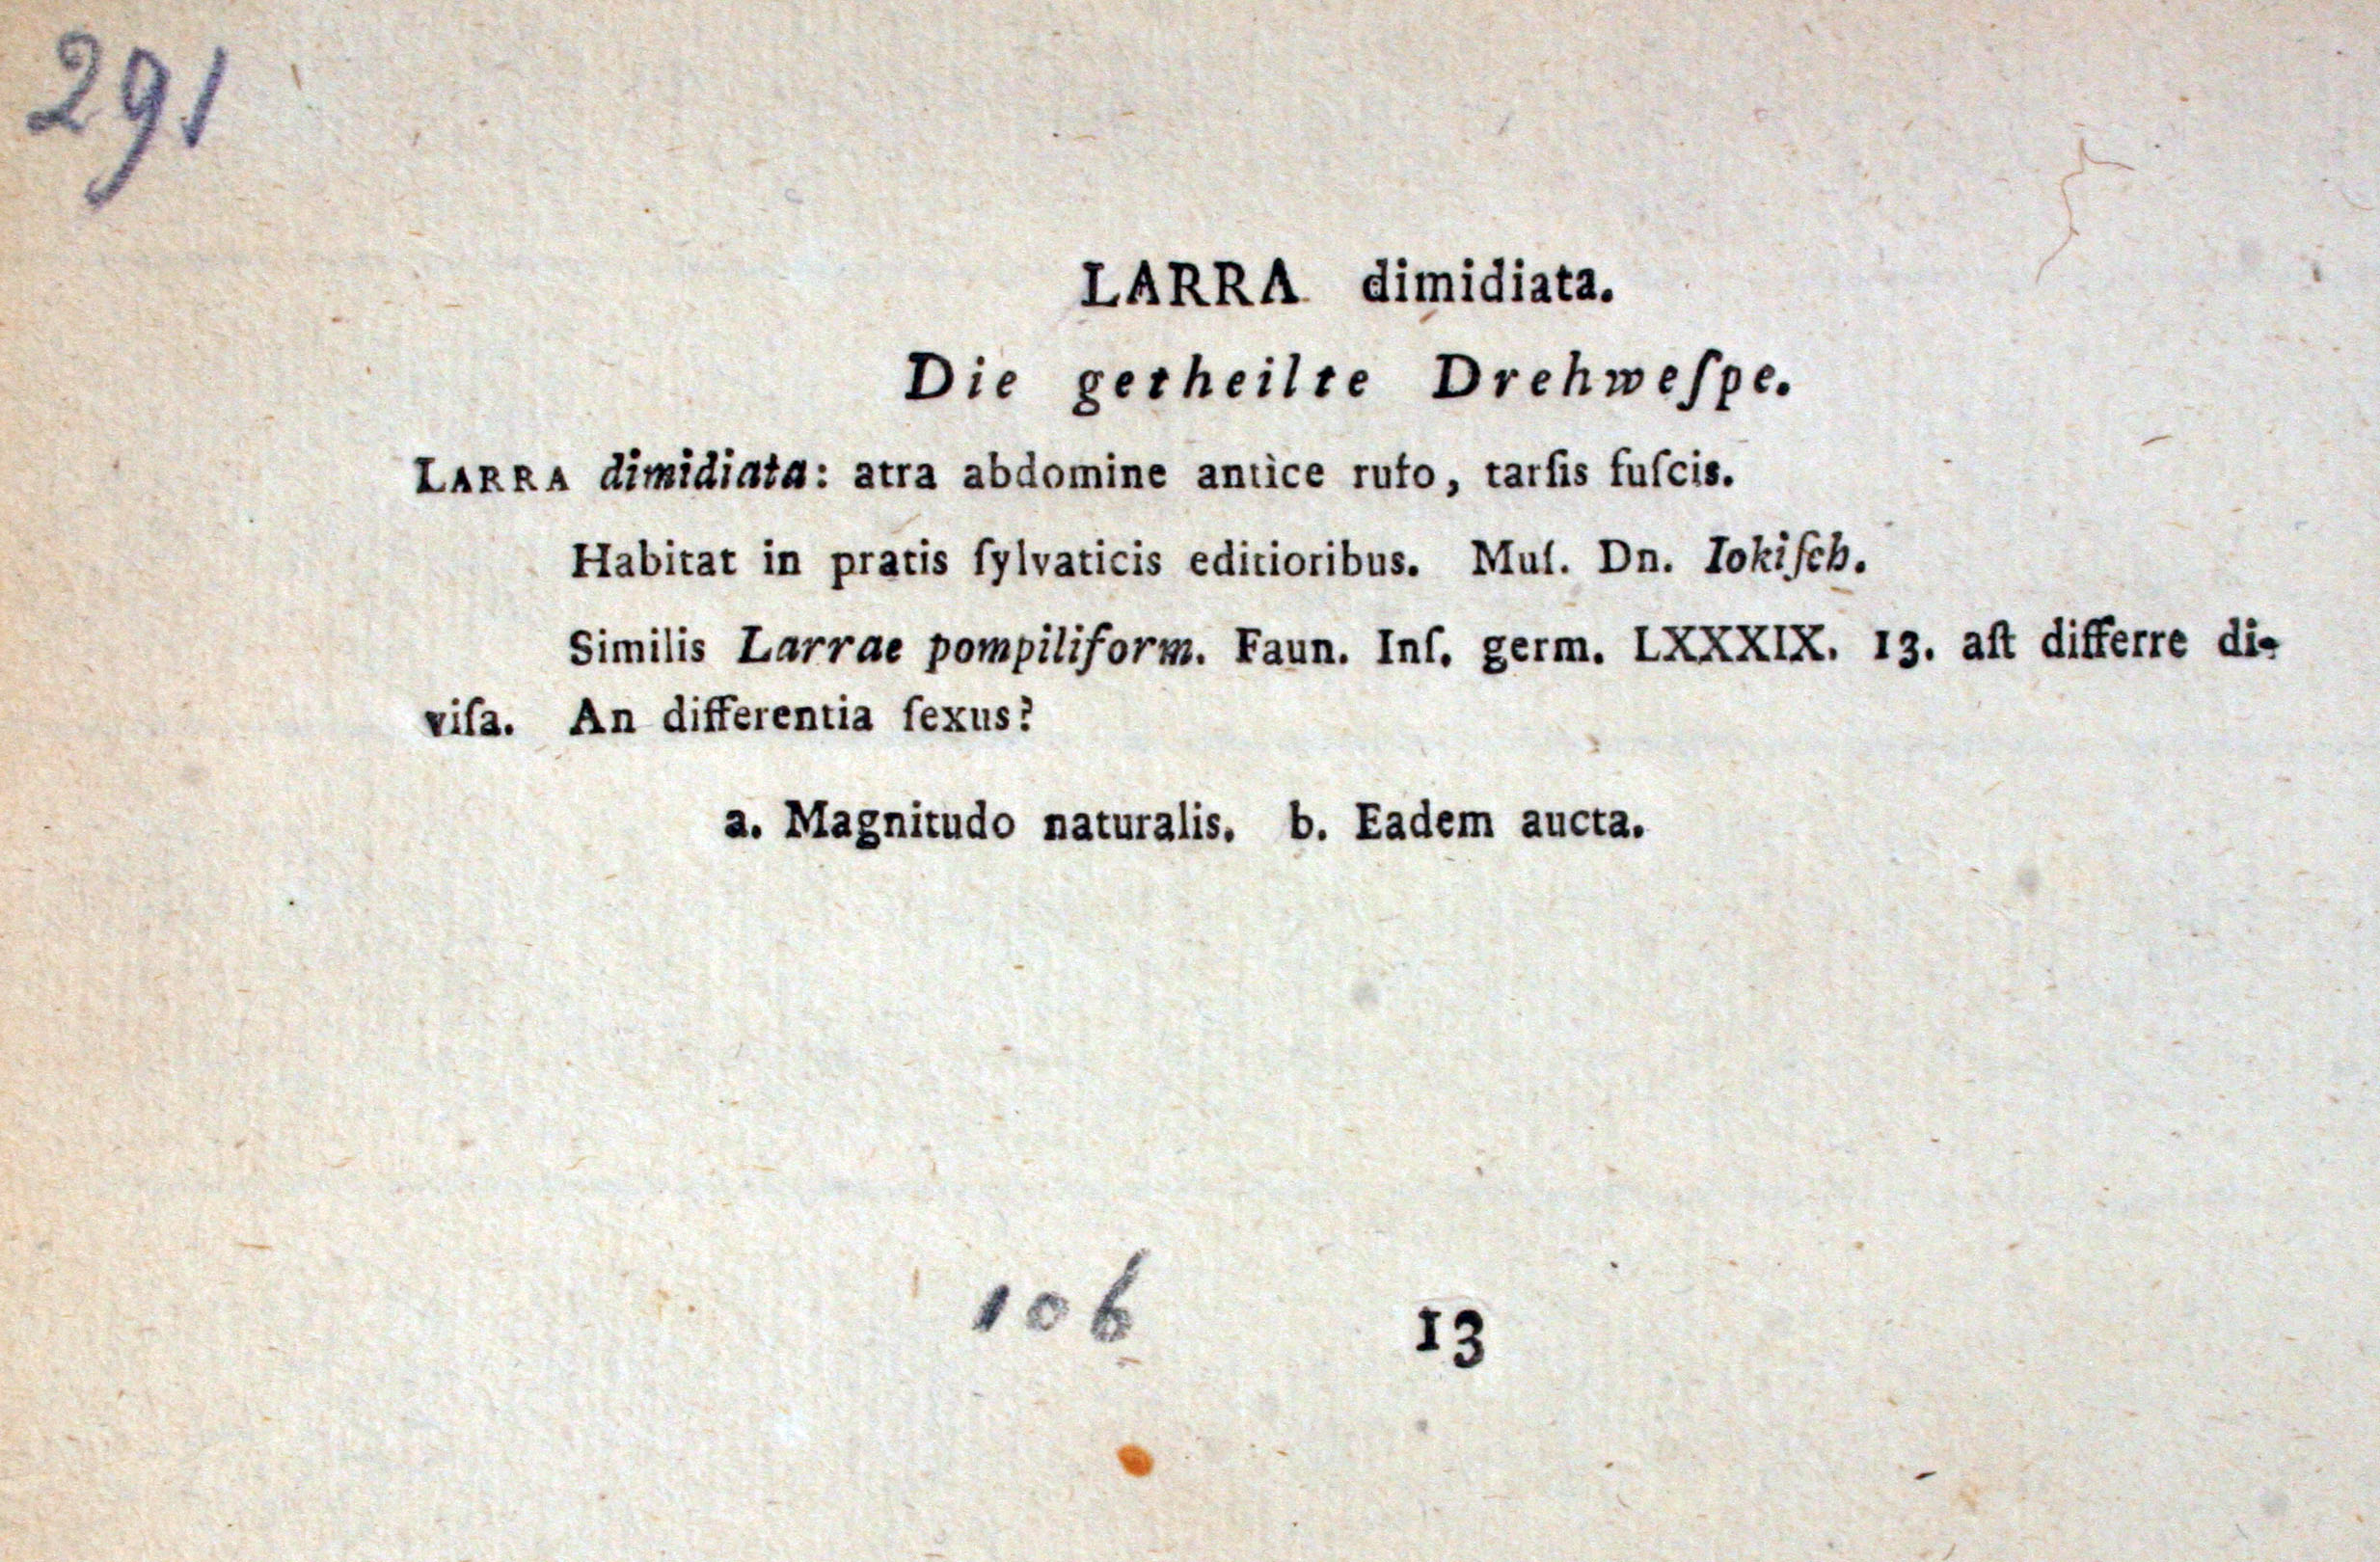 291
LARRA dimidiata.
Die getheilte Drehweſpe.
LARRA dimidiata: atra abdomine antice rufo, tarſis fuſcis.
Habitat in pratis ſylvaticis editioribus. Muſ. Dn. Iokiſch.
Similis Larrae pompiliform. Faun. Inſ. germ. LXXXIX. 13. aſt differre di-
viſa. An differentia ſexus?
a. Magnitudo naturalis. b. Eadem aucta.
106 13